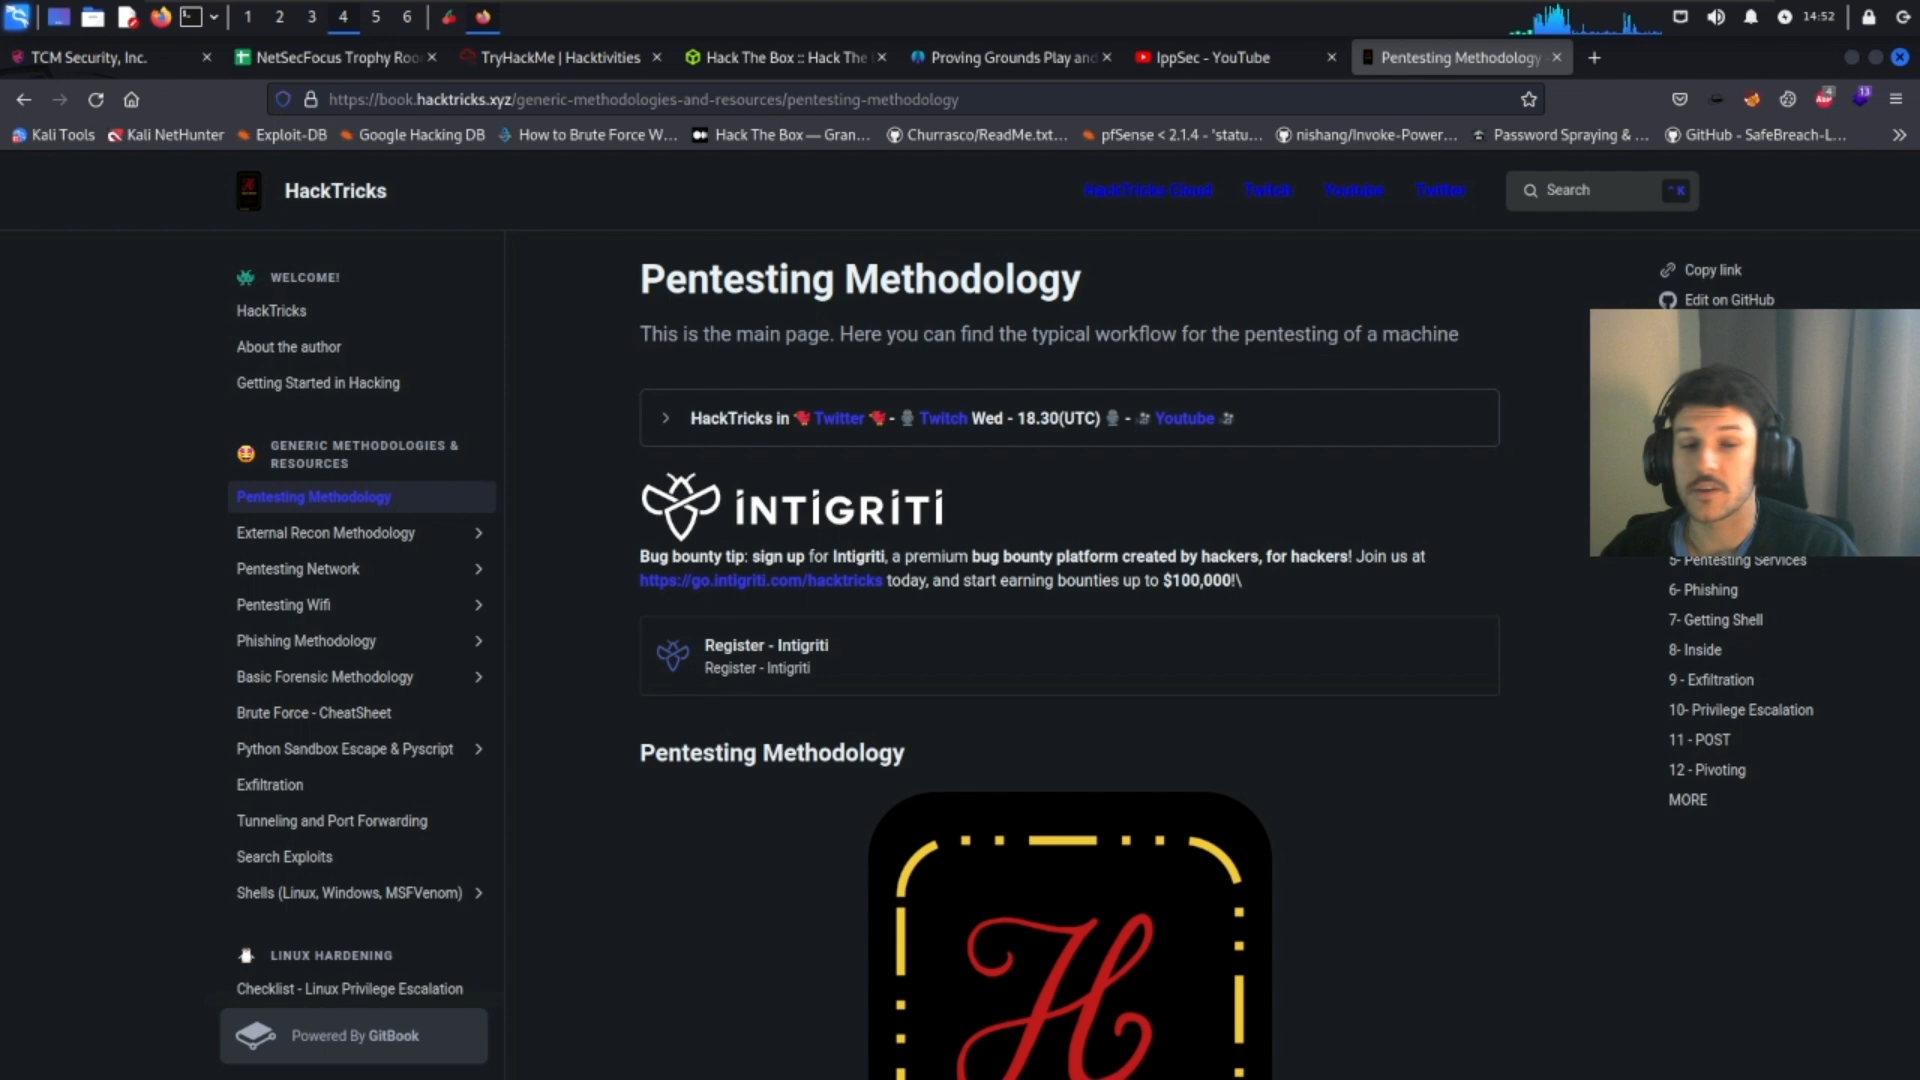 1 2 3 4 5 6
14:52
TCM Security, Inc.
NetSecFocus Trophy Roo
TryHackMe | Hacktivities
Hack The Box :: Hack The
Proving Grounds Play and
IppSec - YouTube
Pentesting Methodology
https://book.hacktricks.xyz/generic-methodologies-and-resources/pentesting-methodology
4
13
Kali Tools
Kali NetHunter
Exploit-DB
Google Hacking DB
How to Brute Force W...
Hack The Box — Gran...
Churrasco/ReadMe.txt...
pfSense < 2.1.4 - 'statu...
nishang/Invoke-Power...
Password Spraying & ...
GitHub - SafeBreach-L...
HackTricks
HackTricks Cloud
Twitch
Youtube
Twitter
Search
⌃K
WELCOME!
HackTricks
About the author
Getting Started in Hacking
GENERIC METHODOLOGIES &
RESOURCES
Pentesting Methodology
External Recon Methodology
Pentesting Network
Pentesting Wifi
Phishing Methodology
Basic Forensic Methodology
Brute Force - CheatSheet
Python Sandbox Escape & Pyscript
Exfiltration
Tunneling and Port Forwarding
Search Exploits
Shells (Linux, Windows, MSFVenom)
LINUX HARDENING
Checklist - Linux Privilege Escalation
Powered By GitBook
Pentesting Methodology
This is the main page. Here you can find the typical workflow for the pentesting of a machine
HackTricks in Twitter - Twitch Wed - 18.30(UTC) - Youtube
INTIGRITI
Bug bounty tip: sign up for Intigriti, a premium bug bounty platform created by hackers, for hackers! Join us at
https://go.intigriti.com/hacktricks today, and start earning bounties up to $100,000!\
Register - Intigriti
Register - Intigriti
Pentesting Methodology
H
Copy link
Edit on GitHub
5- Pentesting Services
6- Phishing
7- Getting Shell
8- Inside
9 - Exfiltration
10- Privilege Escalation
11 - POST
12 - Pivoting
MORE